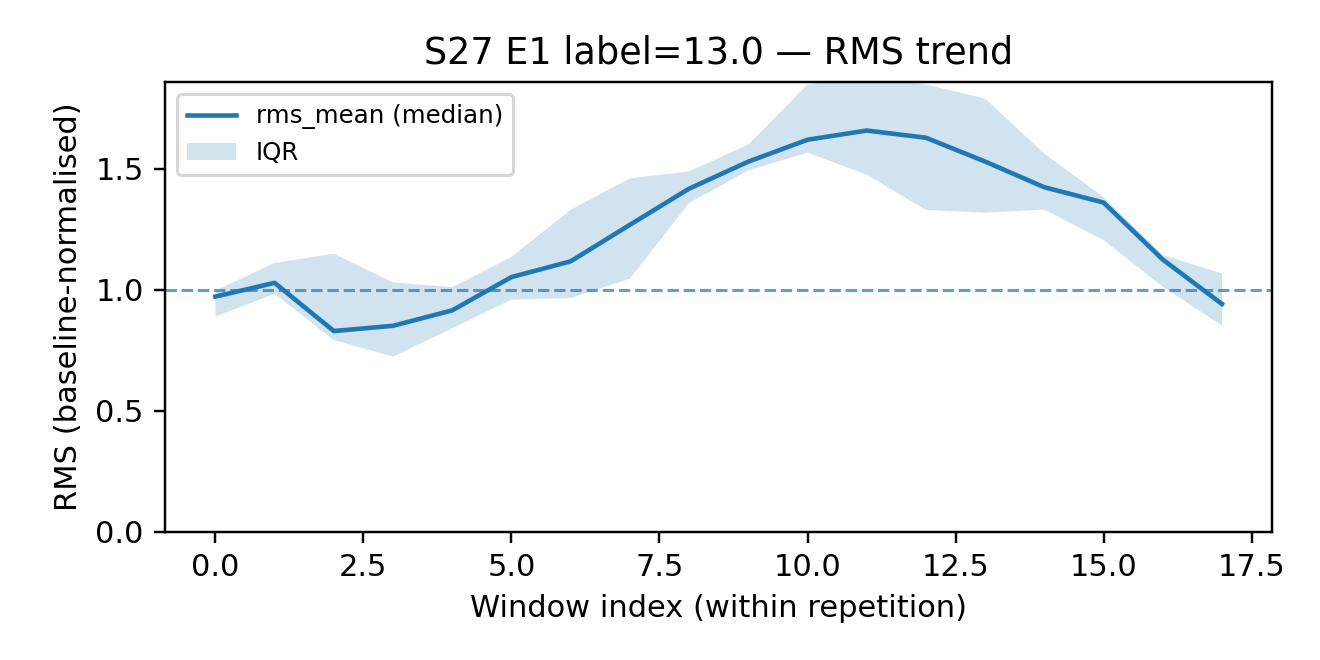 S27 E1 label=13.0 — RMS trend
rms_mean (median)
IQR
RMS (baseline-normalised)
1.5
1.0
0.5
0.0
0.0 2.5 5.0 7.5 10.0 12.5 15.0 17.5
Window index (within repetition)